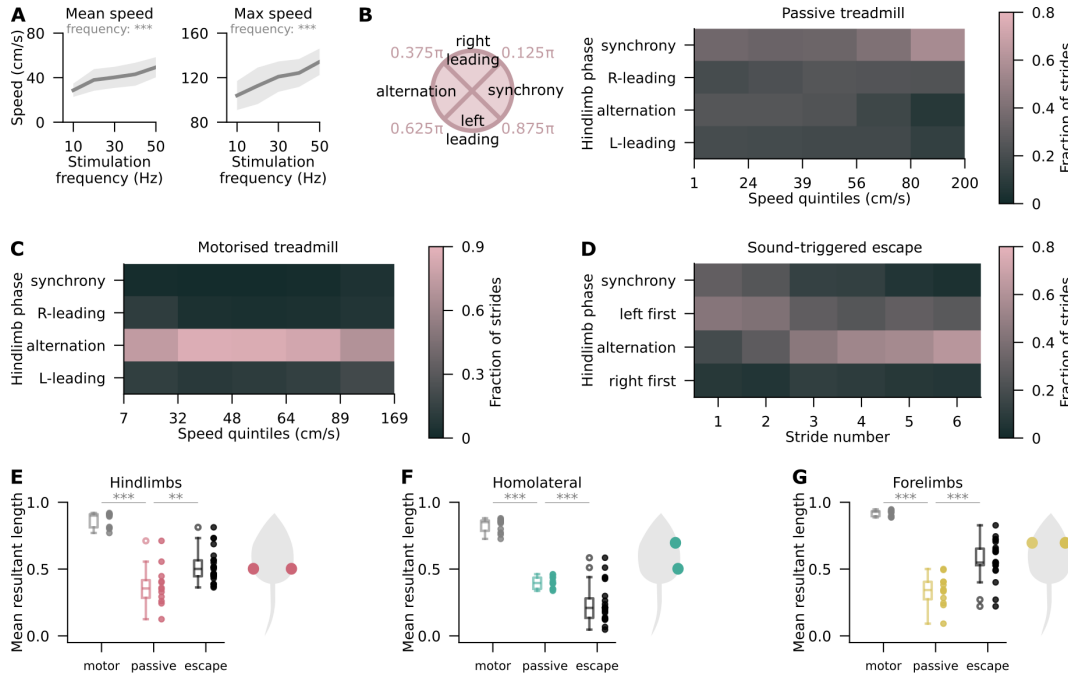 A
Mean speed
frequency: ***
Speed (cm/s)
80
40
0
10
30
50
Stimulation
frequency (Hz)
Max speed
frequency: ***
160
120
80
10
30
50
Stimulation
frequency (Hz)
B
right
leading
0.375π
0.125π
alternation
synchrony
0.625π
0.875π
left
leading
Passive treadmill
Hindlimb phase
synchrony
R-leading
alternation
L-leading
1
24
39
56
80
200
Speed quintiles (cm/s)
0.8
0.6
0.4
0.2
0
Fraction of strides
C
Motorised treadmill
Hindlimb phase
synchrony
R-leading
alternation
L-leading
7
32
48
64
89
169
Speed quintiles (cm/s)
0.9
0.6
0.3
0
Fraction of strides
D
Sound-triggered escape
Hindlimb phase
synchrony
left first
alternation
right first
1
2
3
4
5
6
Stride number
0.8
0.6
0.4
0.2
0
Fraction of strides
E
Hindlimbs
***
**
Mean resultant length
1.0
0.5
0.0
motor
passive
escape
F
Homolateral
***
***
Mean resultant length
1.0
0.5
0.0
motor
passive
escape
G
Forelimbs
***
***
Mean resultant length
1.0
0.5
0.0
motor
passive
escape